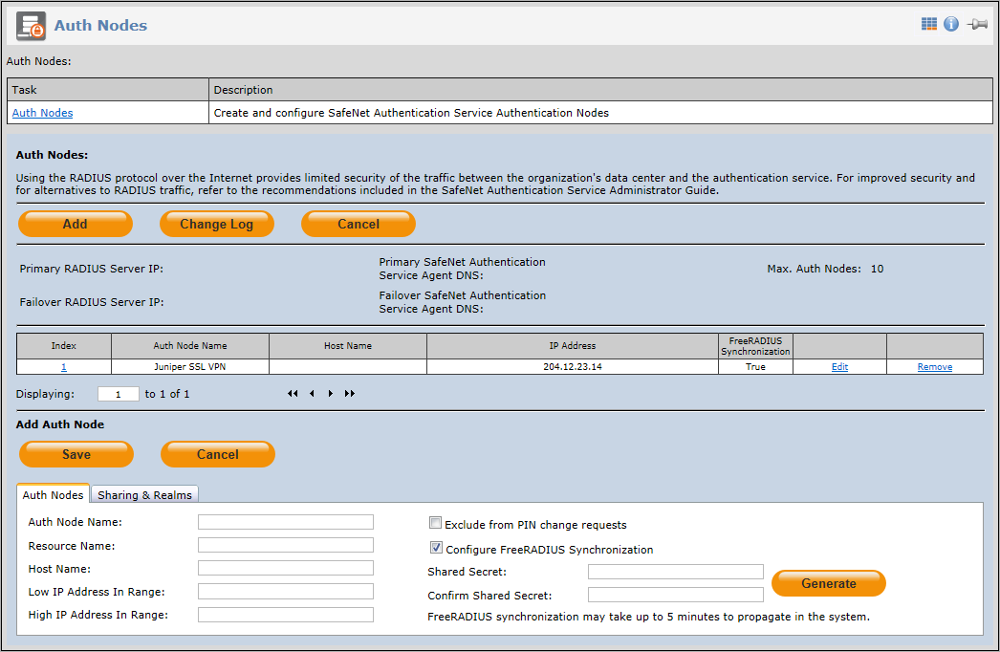 Auth Nodes
Auth Nodes:
Task Description
Auth Nodes Create and configure SafeNet Authentication Service Authentication Nodes
Auth Nodes:
Using the RADIUS protocol over the Internet provides limited security of the traffic between the organization's data center and the authentication service. For improved security and
for alternatives to RADIUS traffic, refer to the recommendations included in the SafeNet Authentication Service Administrator Guide.
Add Change Log Cancel
Primary RADIUS Server IP:
Primary SafeNet Authentication
Service Agent DNS:
Max. Auth Nodes: 10
Failover RADIUS Server IP:
Failover SafeNet Authentication
Service Agent DNS:
Index Auth Node Name Host Name IP Address FreeRADIUS
Synchronization
1 Juniper SSL VPN 204.12.23.14 True Edit Remove
Displaying: 1 to 1 of 1
Add Auth Node
Save Cancel
Auth Nodes Sharing & Realms
Auth Node Name:
Resource Name:
Host Name:
Low IP Address In Range:
High IP Address In Range:
Exclude from PIN change requests
Configure FreeRADIUS Synchronization
Shared Secret:
Confirm Shared Secret:
Generate
FreeRADIUS synchronization may take up to 5 minutes to propagate in the system.